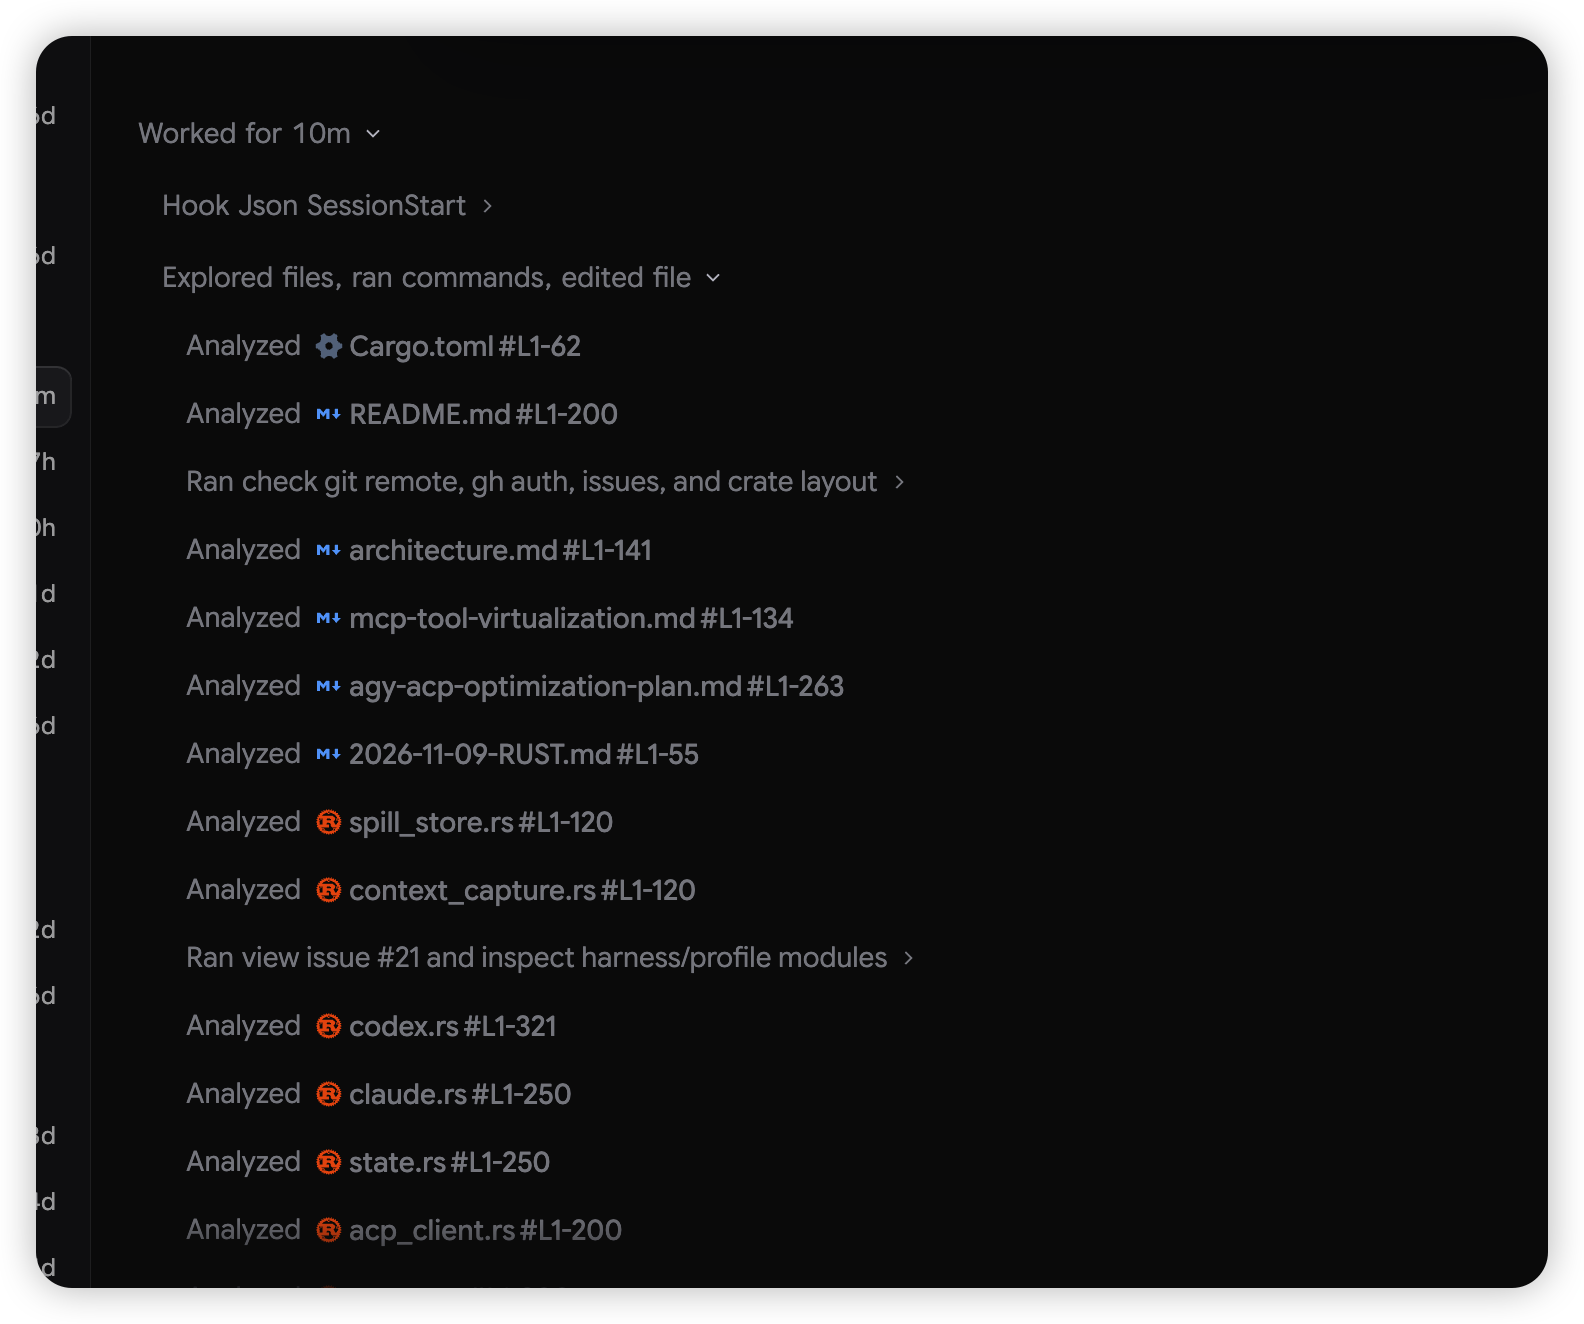 Worked for 10m
Hook Json SessionStart
Explored files, ran commands, edited file
Analyzed Cargo.toml #L1-62
Analyzed README.md #L1-200
Ran check git remote, gh auth, issues, and crate layout
Analyzed architecture.md #L1-141
Analyzed mcp-tool-virtualization.md #L1-134
Analyzed agy-acp-optimization-plan.md #L1-263
Analyzed 2026-11-09-RUST.md #L1-55
Analyzed spill_store.rs #L1-120
Analyzed context_capture.rs #L1-120
Ran view issue #21 and inspect harness/profile modules
Analyzed codex.rs #L1-321
Analyzed claude.rs #L1-250
Analyzed state.rs #L1-250
Analyzed acp_client.rs #L1-200